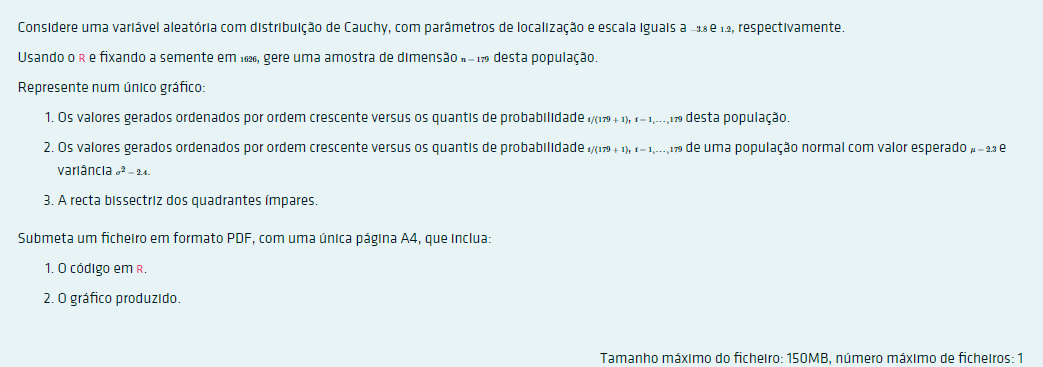 Considere uma variável aleatória com distribuição de Cauchy, com parâmetros de localização e escala iguais a −3.8 e 1.2, respectivamente.
Usando o R e fixando a semente em 1626, gere uma amostra de dimensão n = 179 desta população.
Represente num único gráfico:
1. Os valores gerados ordenados por ordem crescente versus os quantis de probabilidade i/(179 + 1), i = 1,...,179 desta população.
2. Os valores gerados ordenados por ordem crescente versus os quantis de probabilidade i/(179 + 1), i = 1,...,179 de uma população normal com valor esperado μ = 2.3 e
variância σ² = 2.4.
3. A recta bissectriz dos quadrantes ímpares.
Submeta um ficheiro em formato PDF, com uma única página A4, que inclua:
1. O código em R.
2. O gráfico produzido.
Tamanho máximo do ficheiro: 150MB, número máximo de ficheiros: 1